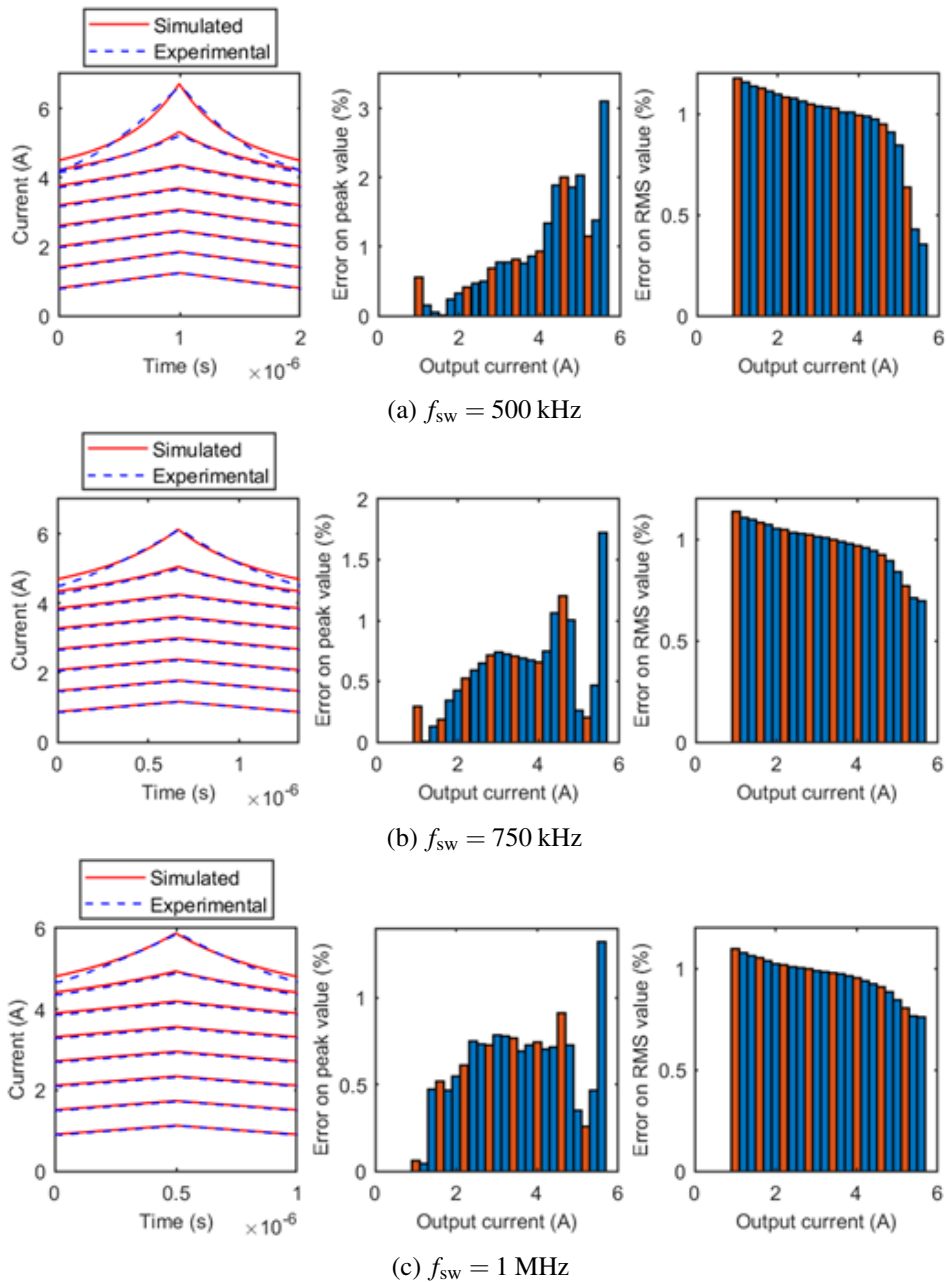 Simulated
Experimental
Current (A)
6
4
2
0
0
1
2
Time (s)
×10⁻⁶
Error on peak value (%)
3
2
1
0
0
2
4
6
Output current (A)
Error on RMS value (%)
1
0.5
0
0
2
4
6
Output current (A)
(a) f_sw = 500 kHz
Simulated
Experimental
Current (A)
6
4
2
0
0
0.5
1
Time (s)
×10⁻⁶
Error on peak value (%)
2
1.5
1
0.5
0
0
2
4
6
Output current (A)
Error on RMS value (%)
1
0.5
0
0
2
4
6
Output current (A)
(b) f_sw = 750 kHz
Simulated
Experimental
Current (A)
6
4
2
0
0
0.5
1
Time (s)
×10⁻⁶
Error on peak value (%)
1
0.5
0
0
2
4
6
Output current (A)
Error on RMS value (%)
1
0.5
0
0
2
4
6
Output current (A)
(c) f_sw = 1 MHz